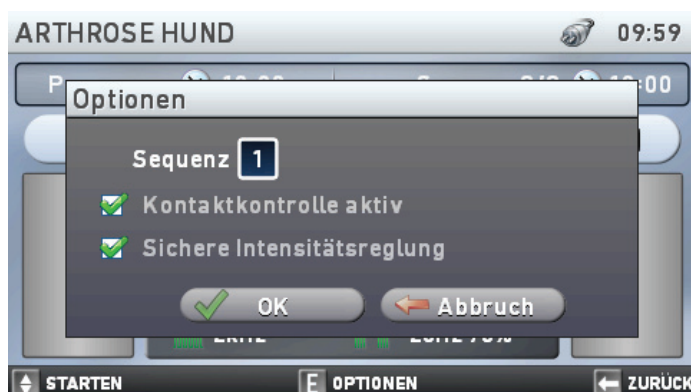 ARTHROSE HUND 09:59
Optionen
Sequenz 1
Kontaktkontrolle aktiv
Sichere Intensitätsreglung
OK Abbruch
STARTEN E OPTIONEN ZURÜCK